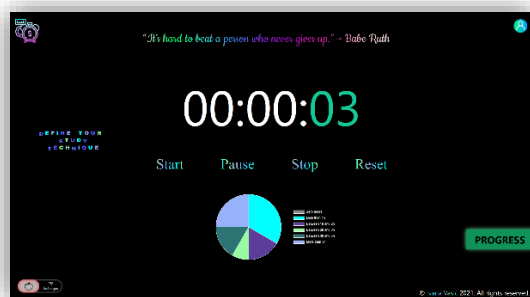 “It's hard to beat a person who never gives up.” - Babe Ruth
00:00:03
DEFINE YOUR
STUDY
TECHNIQUE
Start Pause Stop Reset
PROGRESS
2021. All rights reserved